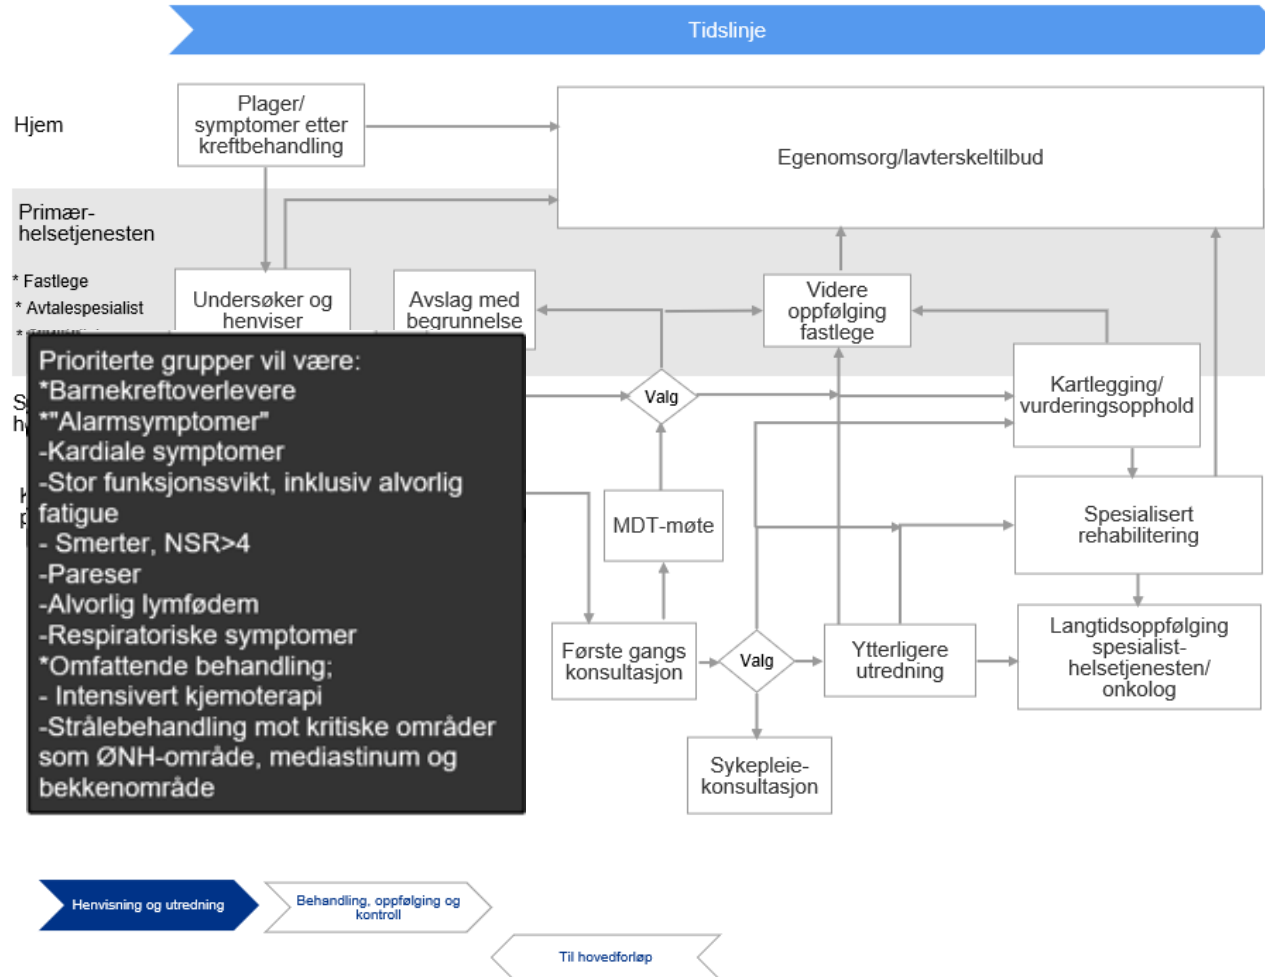 Tidslinje
Hjem
Plager/
symptomer etter
kreftbehandling
Egenomsorg/lavterskeltilbud
Primær-
helsetjenesten
* Fastlege
* Avtalespesialist
*
Undersøker og
henviser
Avslag med
begrunnelse
Videre
oppfølging
fastlege
Prioriterte grupper vil være:
*Barnekreftoverlevere
*"Alarmsymptomer"
-Kardiale symptomer
-Stor funksjonssvikt, inklusiv alvorlig
fatigue
- Smerter, NSR>4
-Pareser
-Alvorlig lymfødem
-Respiratoriske symptomer
*Omfattende behandling;
- Intensivert kjemoterapi
-Strålebehandling mot kritiske områder
som ØNH-område, mediastinum og
bekkenområde
Valg
Kartlegging/
vurderingsopphold
MDT-møte
Spesialisert
rehabilitering
Første gangs
konsultasjon
Valg
Ytterligere
utredning
Langtidsoppfølging
spesialist-
helsetjenesten/
onkolog
Sykepleie-
konsultasjon
Henvisning og utredning
Behandling, oppfølging og
kontroll
Til hovedforløp